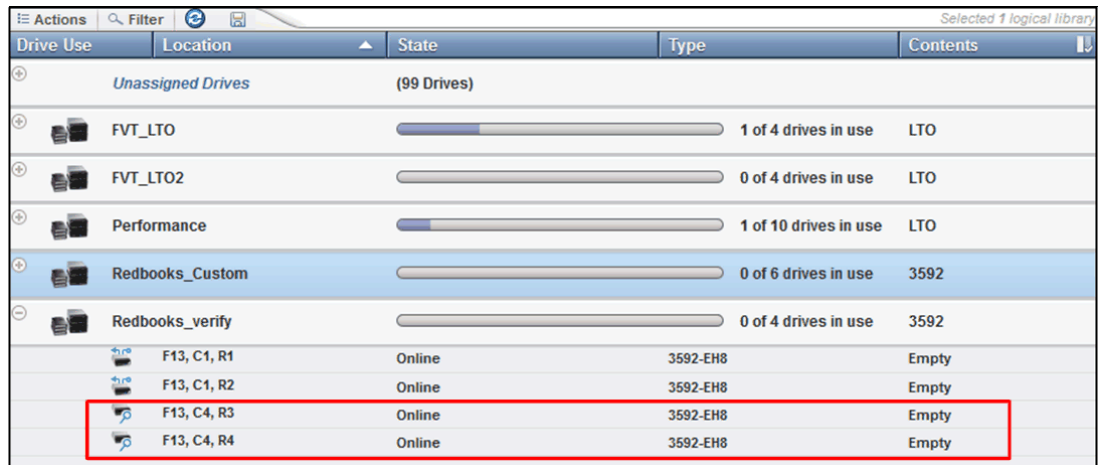 Actions Filter Selected 1 logical library
Drive Use Location State Type Contents
Unassigned Drives (99 Drives)
FVT_LTO 1 of 4 drives in use LTO
FVT_LTO2 0 of 4 drives in use LTO
Performance 1 of 10 drives in use LTO
Redbooks_Custom 0 of 6 drives in use 3592
Redbooks_verify 0 of 4 drives in use 3592
F13, C1, R1 Online 3592-EH8 Empty
F13, C1, R2 Online 3592-EH8 Empty
F13, C4, R3 Online 3592-EH8 Empty
F13, C4, R4 Online 3592-EH8 Empty